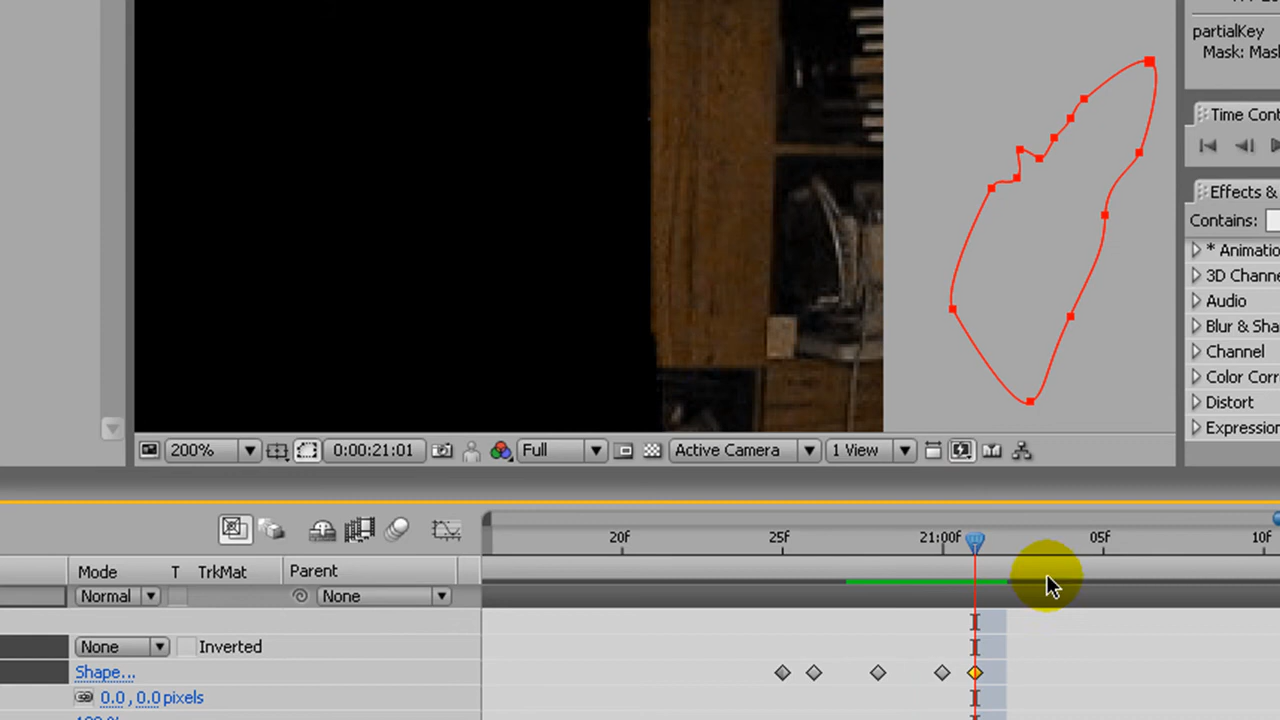 partialKey
Mask: Mas
Time Cont
Effects &
Contains:
* Animatio
3D Channe
Audio
Blur & Sha
Channel
Color Corr
Distort
Expression
200%
0:00:21:01
Full
Active Camera
1 View
20f
25f
21:00f
05f
10f
Mode
T
TrkMat
Parent
Normal
None
None
Inverted
Shape...
0.0, 0.0 pixels